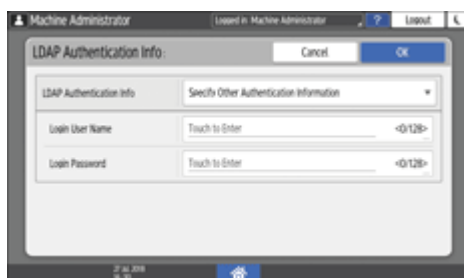 Machine Administrator
Logged in Machine Administrator
?
Logout
LDAP Authentication Info:
Cancel
OK
LDAP Authentication Info
Specify Other Authentication Information
Login User Name
Touch to Enter
<0/128>
Login Password
Touch to Enter
<0/128>